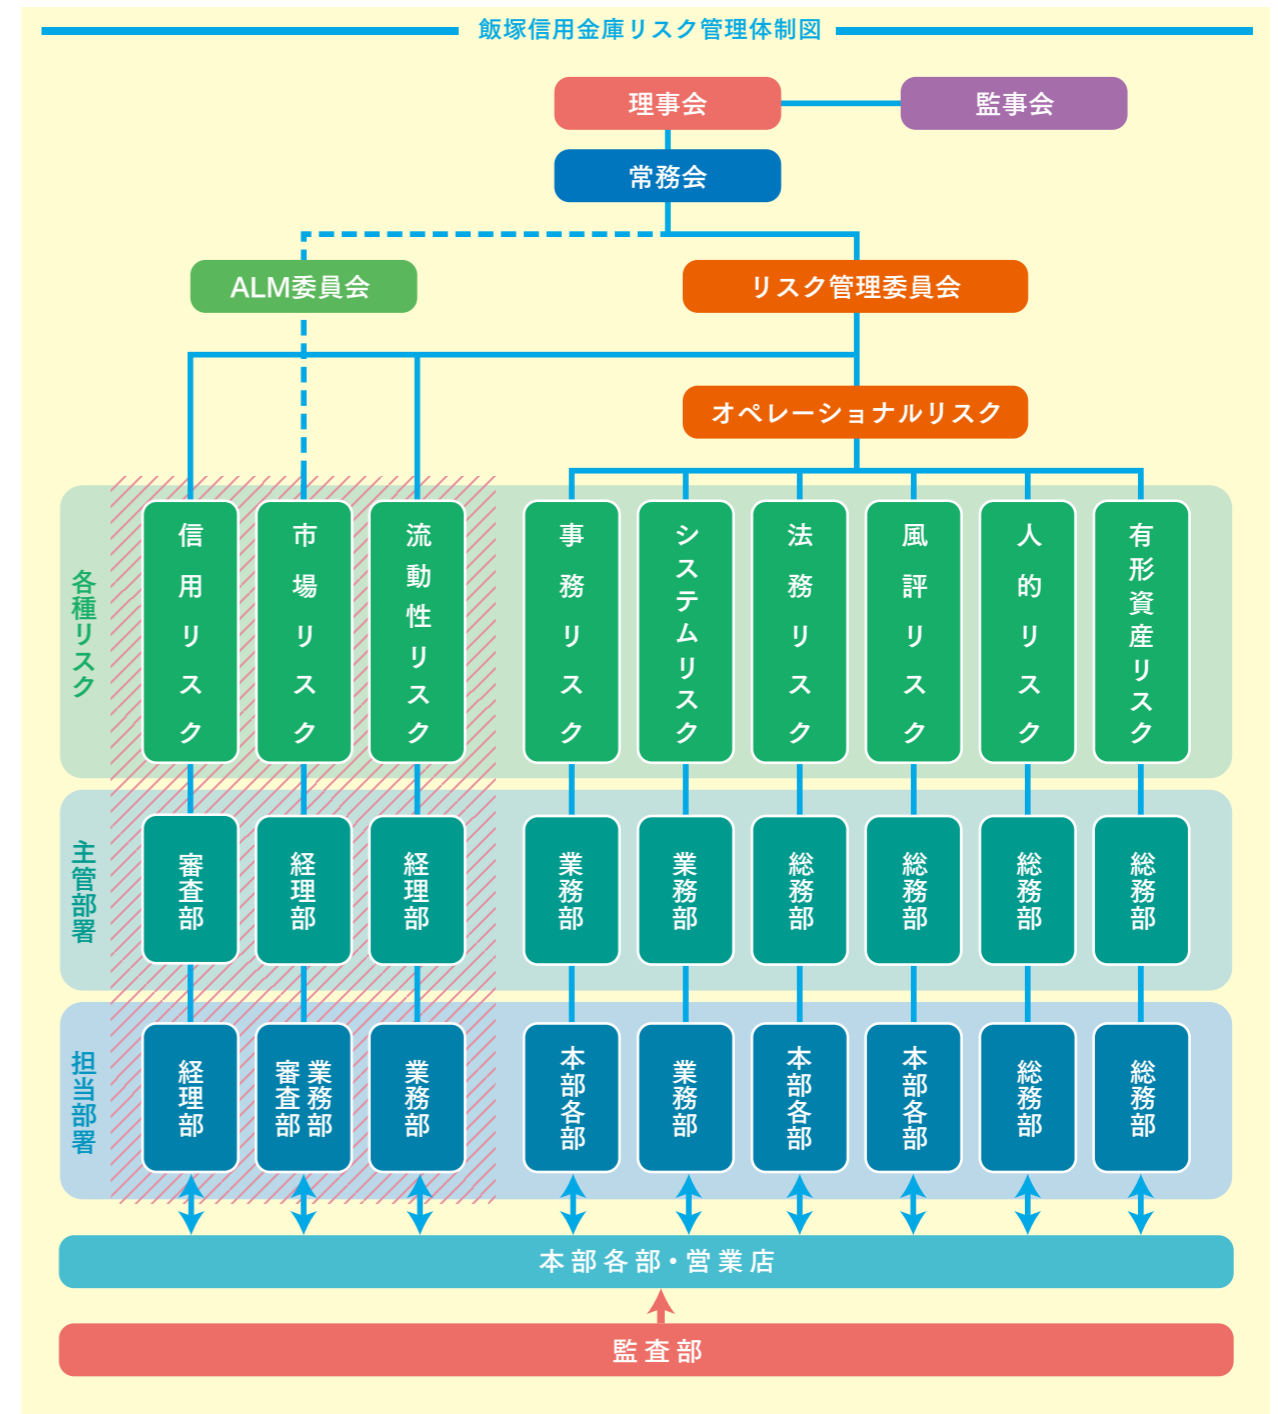 飯塚信用金庫リスク管理体制図
理事会
監事会
常務会
ALM委員会
リスク管理委員会
オペレーショナルリスク
各種リスク
信用リスク
市場リスク
流動性リスク
事務リスク
システムリスク
法務リスク
風評リスク
人的リスク
有形資産リスク
主管部署
審査部
経理部
経理部
業務部
業務部
総務部
総務部
総務部
総務部
担当部署
経理部
業務部
審査部
業務部
本部各部
業務部
本部各部
本部各部
総務部
総務部
本部各部・営業店
監査部